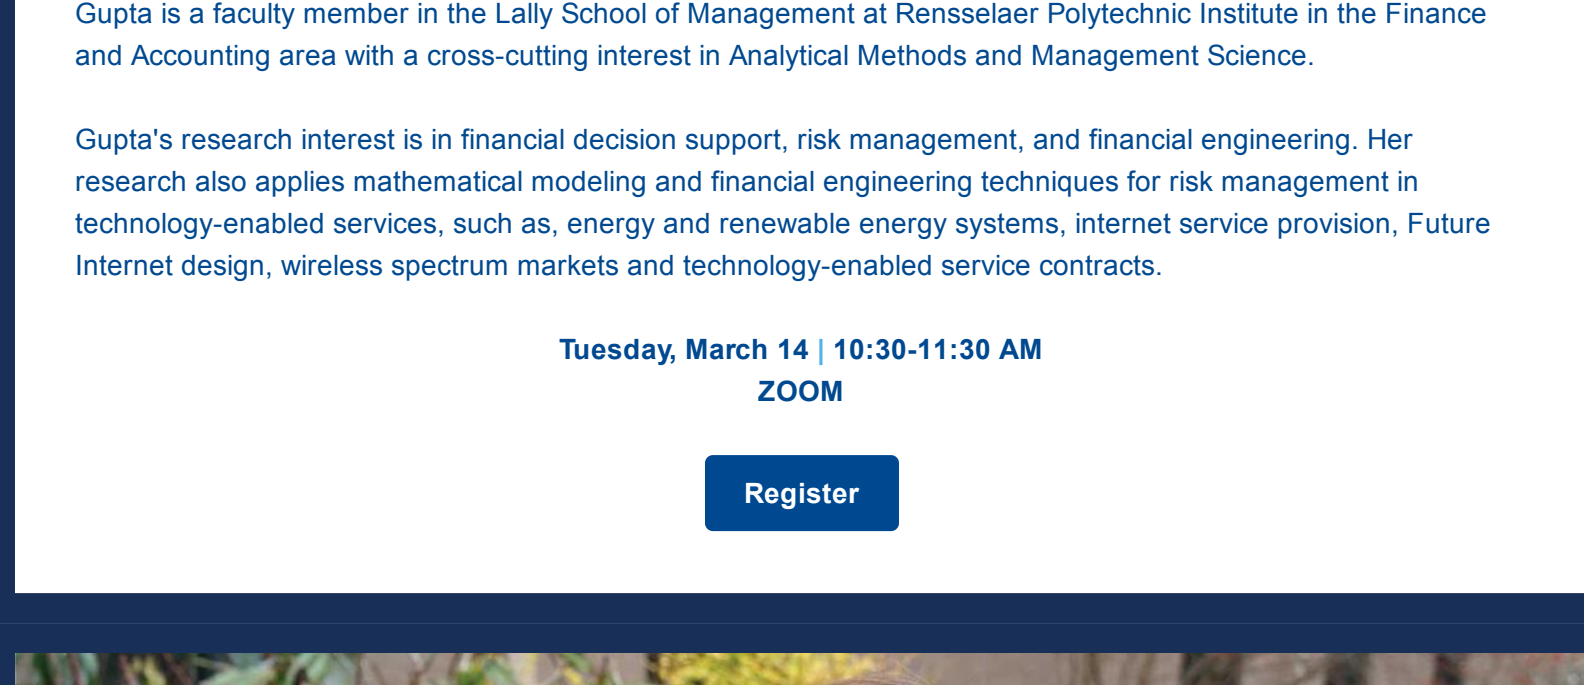 Gupta is a faculty member in the Lally School of Management at Rensselaer Polytechnic Institute in the Finance
and Accounting area with a cross-cutting interest in Analytical Methods and Management Science.
Gupta's research interest is in financial decision support, risk management, and financial engineering. Her
research also applies mathematical modeling and financial engineering techniques for risk management in
technology-enabled services, such as, energy and renewable energy systems, internet service provision, Future
Internet design, wireless spectrum markets and technology-enabled service contracts.
Tuesday, March 14 | 10:30-11:30 AM
ZOOM
Register